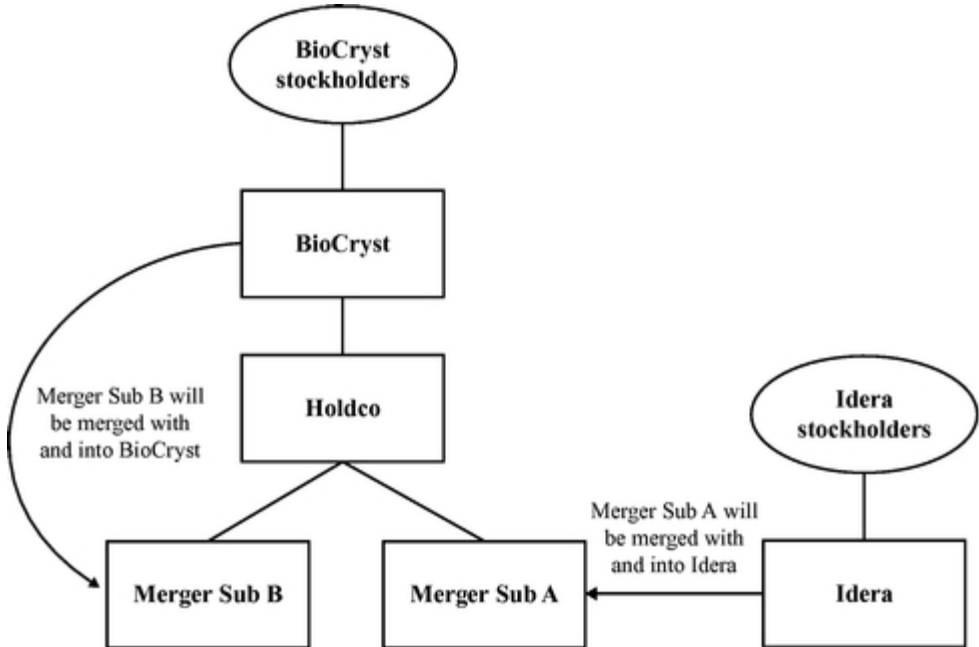 BioCryst
stockholders
BioCryst
Merger Sub B will
be merged with
and into BioCryst
Holdco
Idera
stockholders
Merger Sub A will
be merged with
and into Idera
Merger Sub B
Merger Sub A
Idera